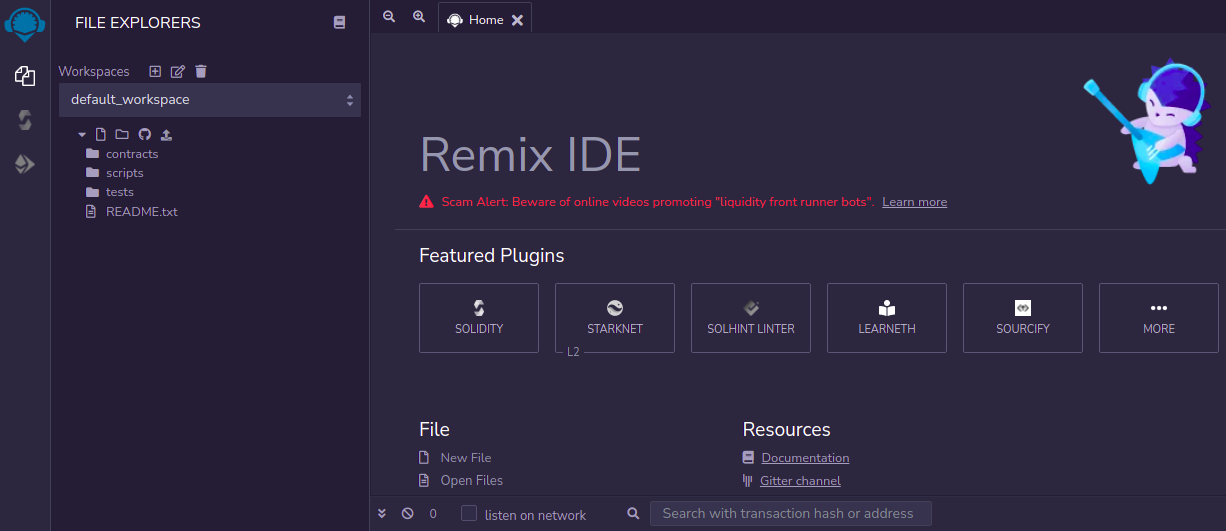 FILE EXPLORERS
Workspaces
default_workspace
contracts
scripts
tests
README.txt
Home
Remix IDE
Scam Alert: Beware of online videos promoting "liquidity front runner bots". Learn more
Featured Plugins
SOLIDITY
STARKNET
L2
SOLHINT LINTER
LEARNETH
SOURCIFY
MORE
File
New File
Open Files
Resources
Documentation
Gitter channel
0
listen on network
Search with transaction hash or address